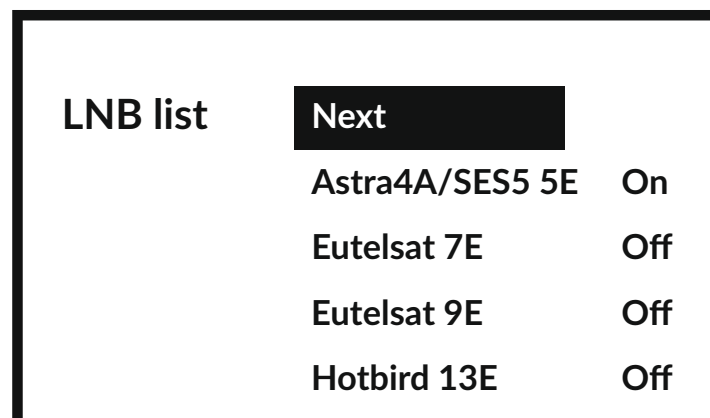 LNB list Next
Astra4A/SES5 5E On
Eutelsat 7E Off
Eutelsat 9E Off
Hotbird 13E Off